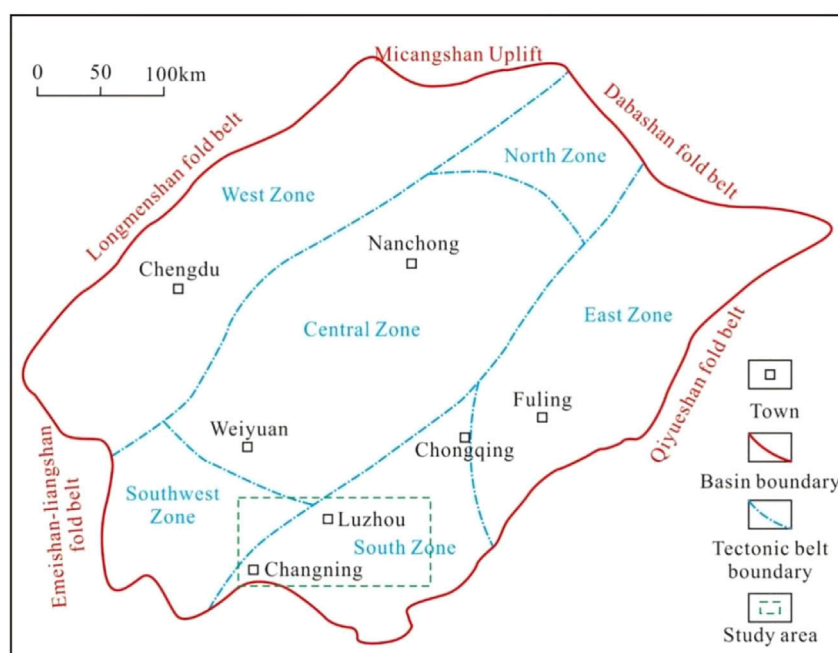 Micangshan Uplift
0 50 100km
Dabashan fold belt
North Zone
Longmenshan fold belt
West Zone
Nanchong
Chengdu
East Zone
Central Zone
Qiyueshan fold belt
Fuling
Town
Weiyuan
Chongqing
Basin boundary
Emeishan-liangshan
fold belt
Southwest
Zone
Luzhou
South Zone
Tectonic belt
boundary
Changning
Study area